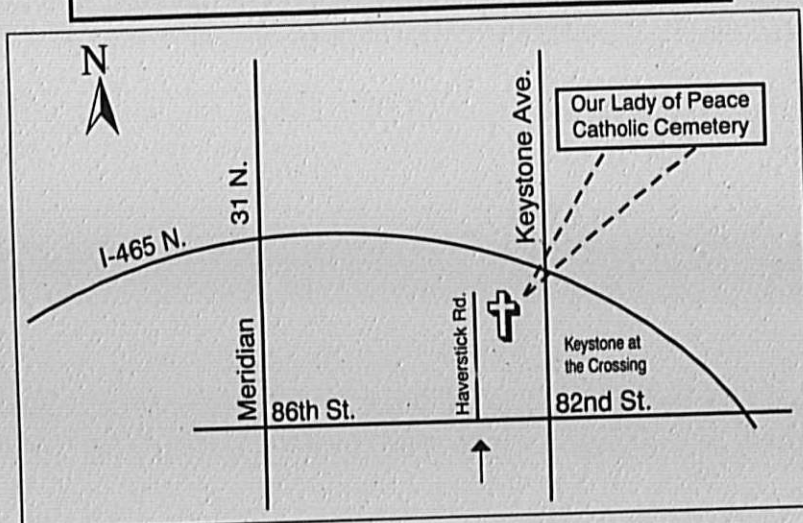 N
Our Lady of Peace
Catholic Cemetery
Keystone Ave.
31 N.
I-465 N.
Meridian
Haverstick Rd.
Keystone at
the Crossing
86th St.
82nd St.